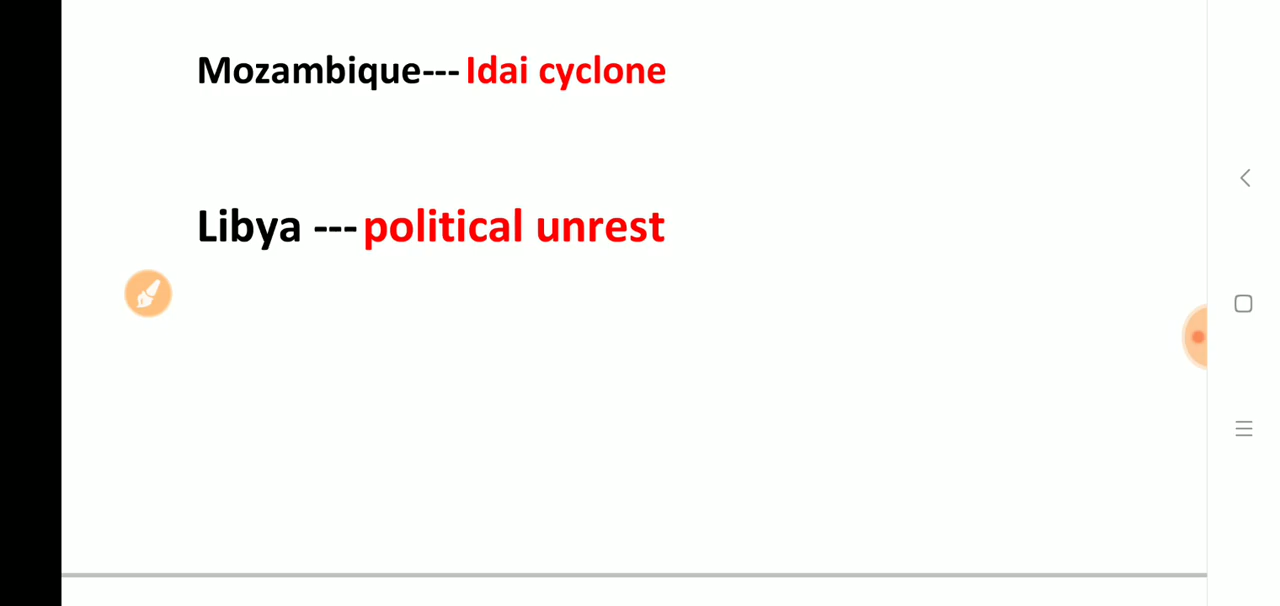 Mozambique--- Idai cyclone
Libya --- political unrest